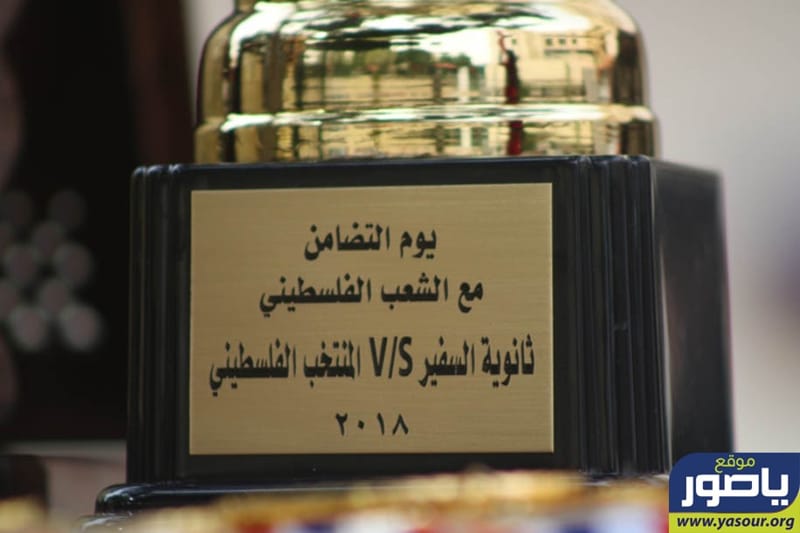 يوم التضامن
مع الشعب الفلسطيني
ثانوية السفير V/S المنتخب الفلسطيني
٢٠١٨
موقع
ياصور
www.yasour.org